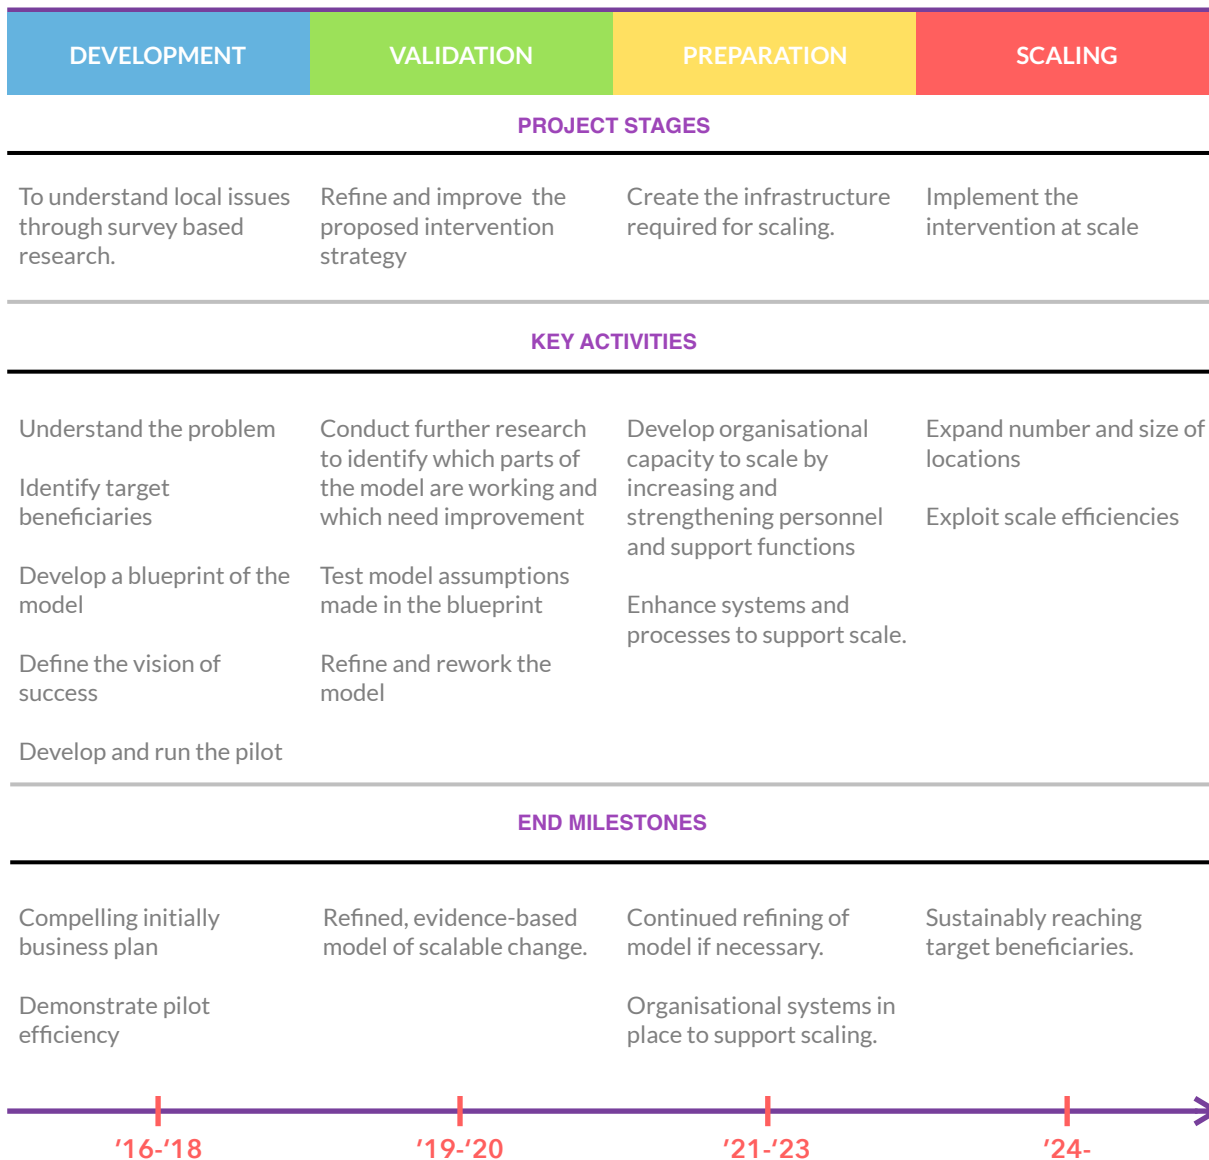 DEVELOPMENT
VALIDATION
PREPARATION
SCALING
PROJECT STAGES
To understand local issues
through survey based
research.
Refine and improve  the
proposed intervention
strategy
Create the infrastructure
required for scaling.
Implement the
intervention at scale
KEY ACTIVITIES
Understand the problem
Identify target
beneficiaries
Develop a blueprint of the
model
Define the vision of
success
Develop and run the pilot
Conduct further research
to identify which parts of
the model are working and
which need improvement
Test model assumptions
made in the blueprint
Refine and rework the
model
Develop organisational
capacity to scale by
increasing and
strengthening personnel
and support functions
Enhance systems and
processes to support scale.
Expand number and size of
locations
Exploit scale efficiencies
END MILESTONES
Compelling initially
business plan
Demonstrate pilot
efficiency
Refined, evidence-based
model of scalable change.
Continued refining of
model if necessary.
Organisational systems in
place to support scaling.
Sustainably reaching
target beneficiaries.
’16-’18
’19-’20
’21-’23
’24-